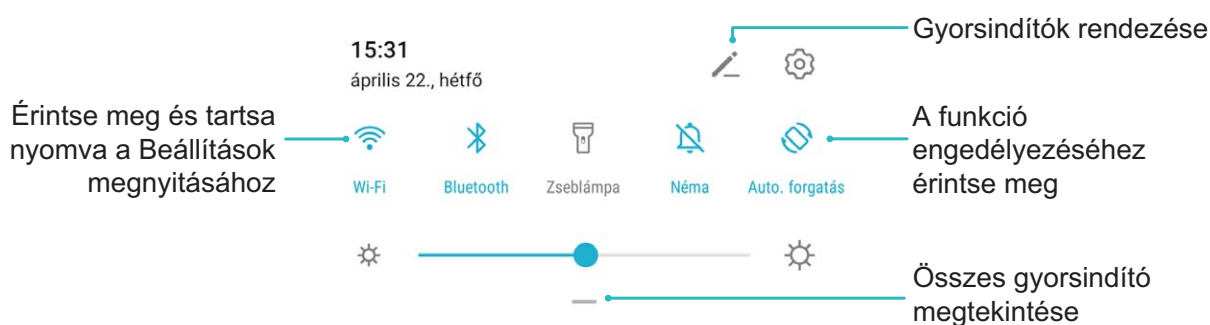 Gyorsindítók rendezése
15:31
április 22., hétfő
Érintse meg és tartsa
nyomva a Beállítások
megnyitásához
A funkció
engedélyezéséhez
érintse meg
Wi-Fi
Bluetooth
Zseblámpa
Néma
Auto. forgatás
Összes gyorsindító
megtekintése